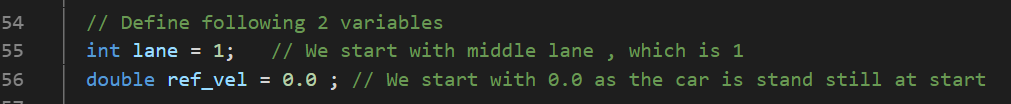 54 // Define following 2 variables
55 int lane = 1; // We start with middle lane , which is 1
56 double ref_vel = 0.0 ; // We start with 0.0 as the car is stand still at start